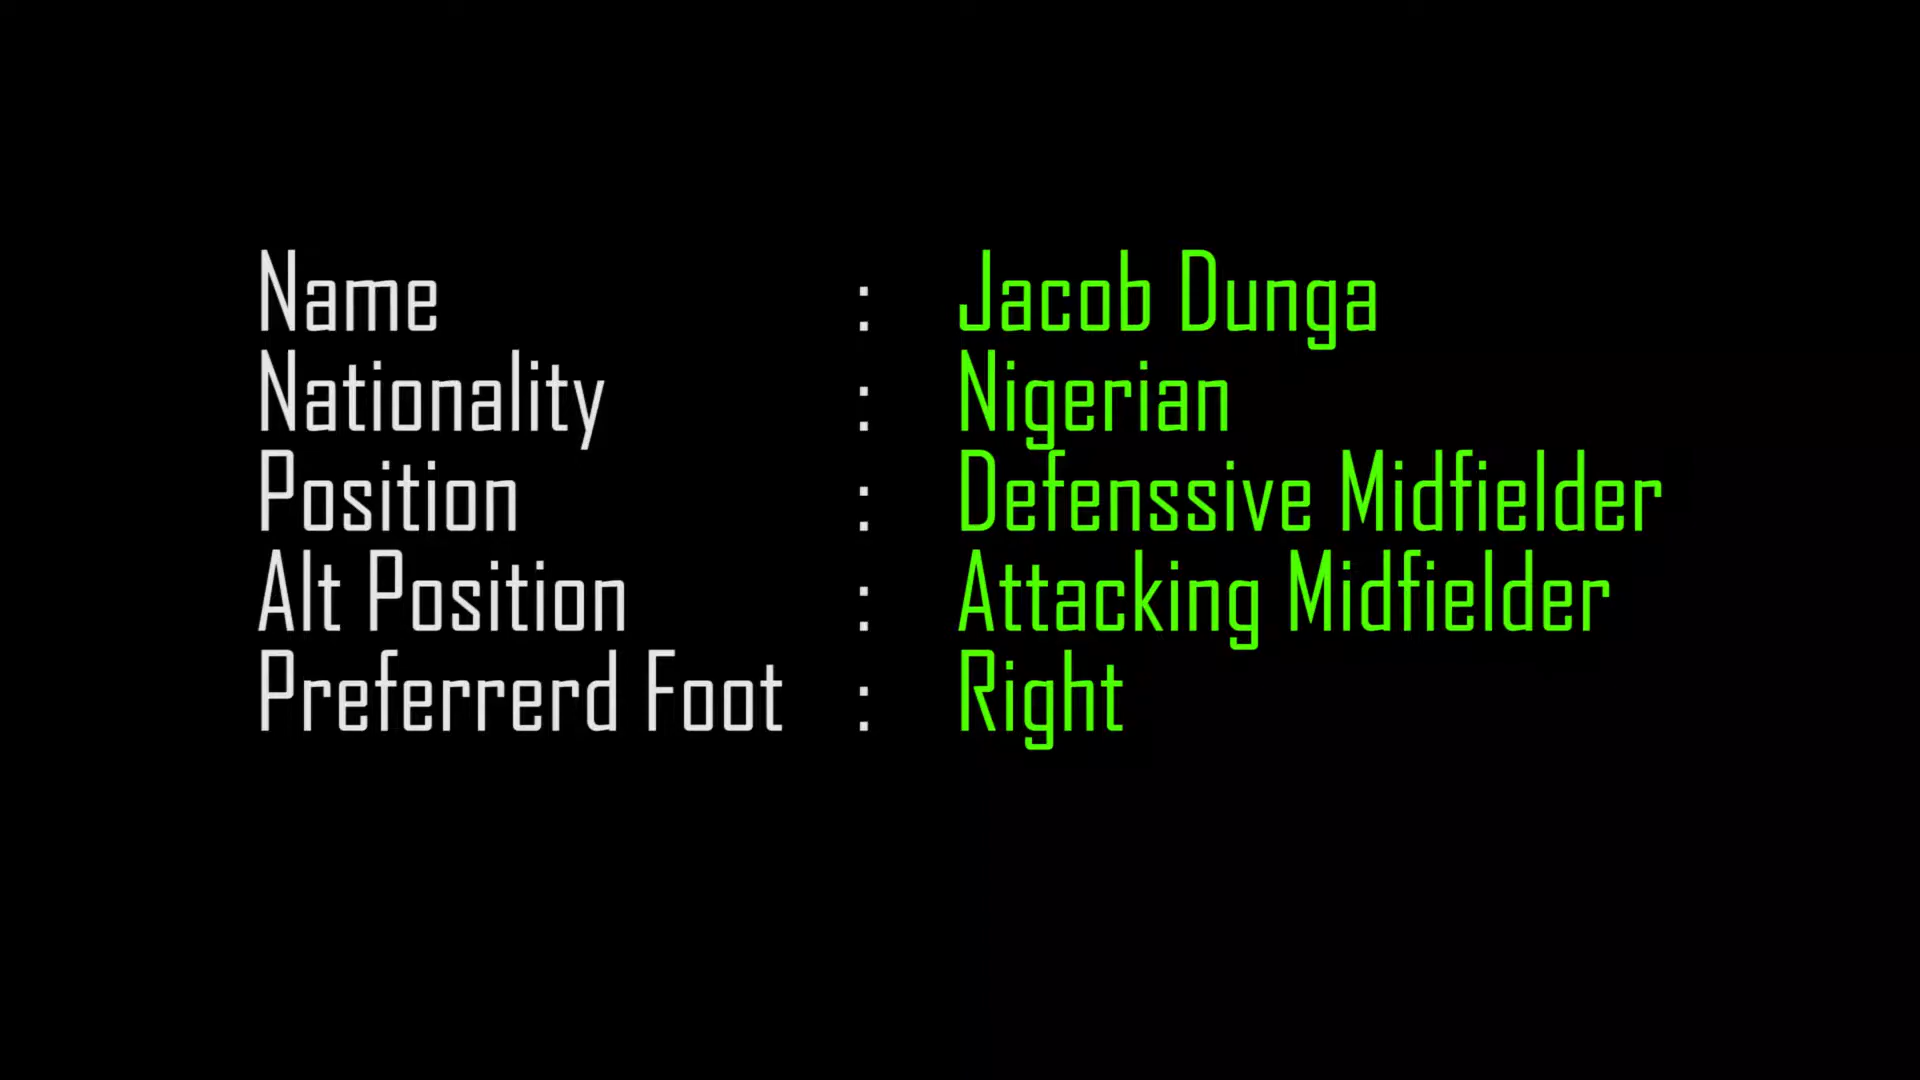 Name : Jacob Dunga
Nationality : Nigerian
Position : Defenssive Midfielder
Alt Position : Attacking Midfielder
Preferrerd Foot : Right